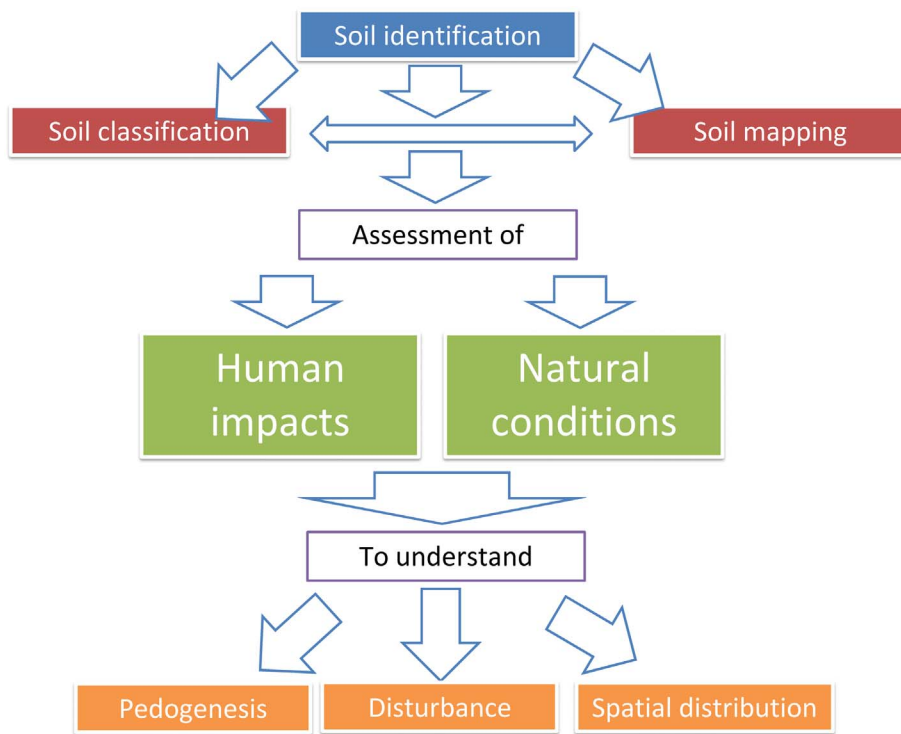 Soil identification
Soil classification
Soil mapping
Assessment of
Human
impacts
Natural
conditions
To understand
Pedogenesis
Disturbance
Spatial distribution